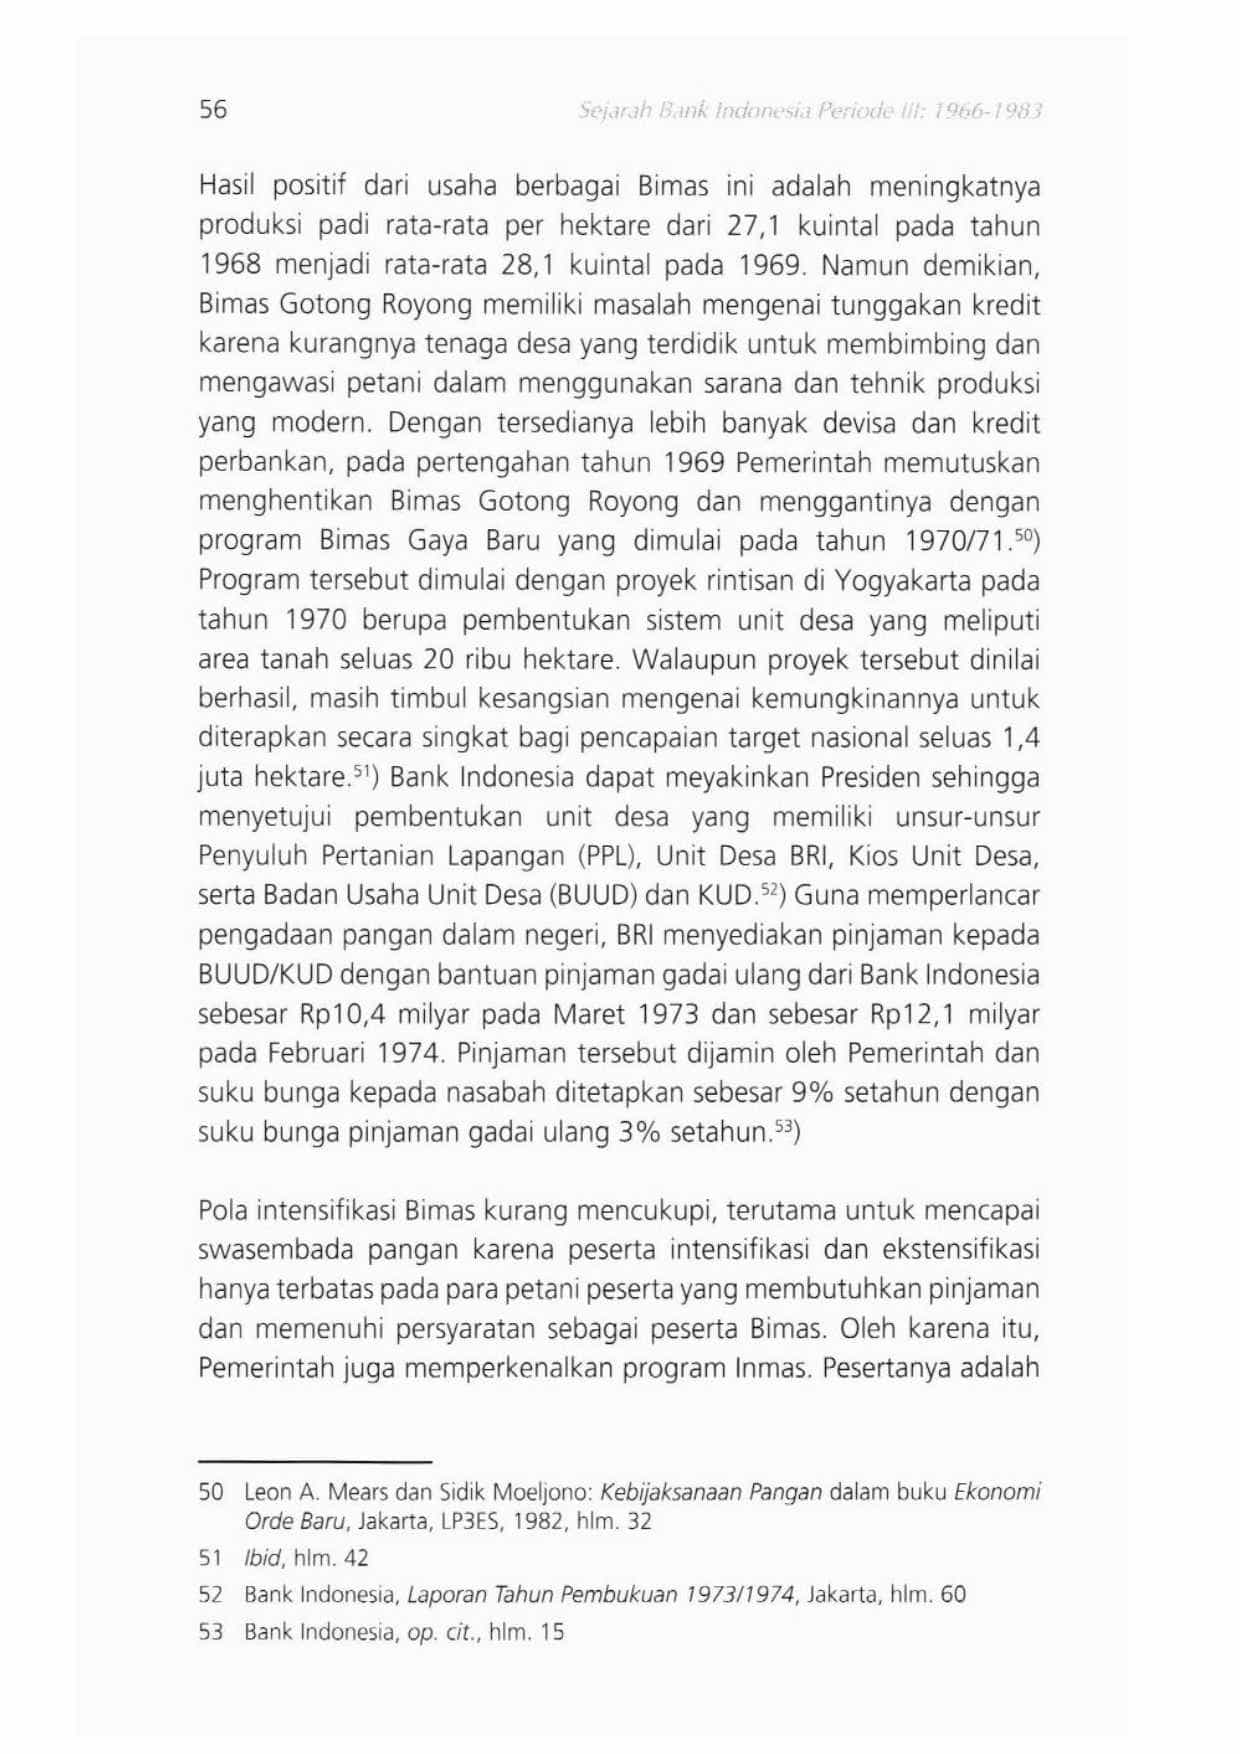 56
Sejarah Bank Indonesia Periode III: 1966-1983
Hasil positif dari usaha berbagai Bimas ini adalah meningkatnya
produksi padi rata-rata per hektare dari 27,1 kuintal pada tahun
1968 menjadi rata-rata 28,1 kuintal pada 1969. Namun demikian,
Bimas Gotong Royong memiliki masalah mengenai tunggakan kredit
karena kurangnya tenaga desa yang terdidik untuk membimbing dan
mengawasi petani dalam menggunakan sarana dan tehnik produksi
yang modern. Dengan tersedianya lebih banyak devisa dan kredit
perbankan, pada pertengahan tahun 1969 Pemerintah memutuskan
menghentikan Bimas Gotong Royong dan menggantinya dengan
program Bimas Gaya Baru yang dimulai pada tahun 1970/71.⁵⁰)
Program tersebut dimulai dengan proyek rintisan di Yogyakarta pada
tahun 1970 berupa pembentukan sistem unit desa yang meliputi
area tanah seluas 20 ribu hektare. Walaupun proyek tersebut dinilai
berhasil, masih timbul kesangsian mengenai kemungkinannya untuk
diterapkan secara singkat bagi pencapaian target nasional seluas 1,4
juta hektare.⁵¹) Bank Indonesia dapat meyakinkan Presiden sehingga
menyetujui pembentukan unit desa yang memiliki unsur-unsur
Penyuluh Pertanian Lapangan (PPL), Unit Desa BRI, Kios Unit Desa,
serta Badan Usaha Unit Desa (BUUD) dan KUD.⁵²) Guna memperlancar
pengadaan pangan dalam negeri, BRI menyediakan pinjaman kepada
BUUD/KUD dengan bantuan pinjaman gadai ulang dari Bank Indonesia
sebesar Rp10,4 milyar pada Maret 1973 dan sebesar Rp12,1 milyar
pada Februari 1974. Pinjaman tersebut dijamin oleh Pemerintah dan
suku bunga kepada nasabah ditetapkan sebesar 9% setahun dengan
suku bunga pinjaman gadai ulang 3% setahun.⁵³)
Pola intensifikasi Bimas kurang mencukupi, terutama untuk mencapai
swasembada pangan karena peserta intensifikasi dan ekstensifikasi
hanya terbatas pada para petani peserta yang membutuhkan pinjaman
dan memenuhi persyaratan sebagai peserta Bimas. Oleh karena itu,
Pemerintah juga memperkenalkan program Inmas. Pesertanya adalah
50 Leon A. Mears dan Sidik Moeljono: Kebijaksanaan Pangan dalam buku Ekonomi
Orde Baru, Jakarta, LP3ES, 1982, hlm. 32
51 Ibid, hlm. 42
52 Bank Indonesia, Laporan Tahun Pembukuan 1973/1974, Jakarta, hlm. 60
53 Bank Indonesia, op. cit., hlm. 15